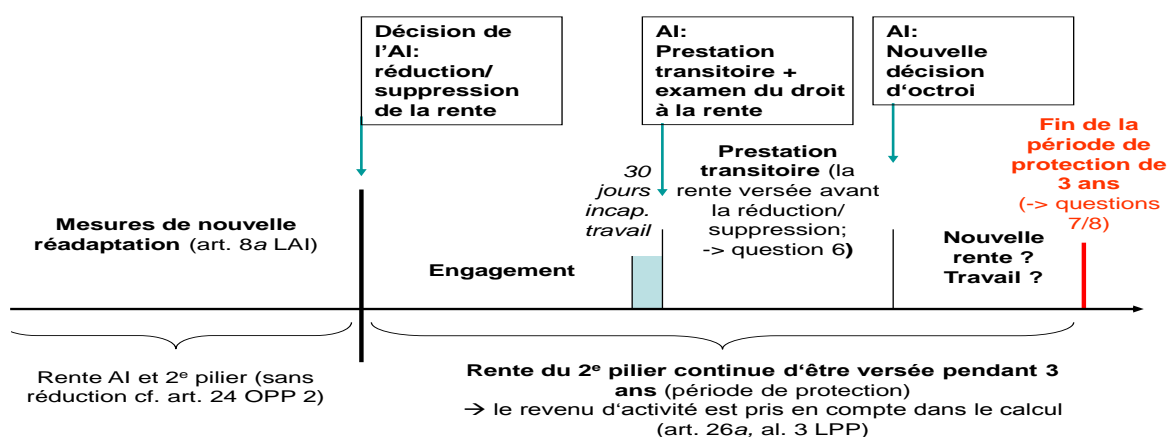 Décision de
l'AI:
réduction/
suppression
de la rente
AI:
Prestation
transitoire +
examen du droit
à la rente
AI:
Nouvelle
décision
d'octroi
Fin de la
période de
protection de
3 ans
(-> questions
7/8)
30
jours
incap.
travail
Prestation
transitoire (la
rente versée avant
la réduction/
suppression;
-> question 6)
Mesures de nouvelle
réadaptation (art. 8a LAI)
Engagement
Nouvelle
rente ?
Travail ?
Rente AI et 2e pilier (sans
réduction cf. art. 24 OPP 2)
Rente du 2e pilier continue d'être versée pendant 3
ans (période de protection)
→ le revenu d'activité est pris en compte dans le calcul
(art. 26a, al. 3 LPP)